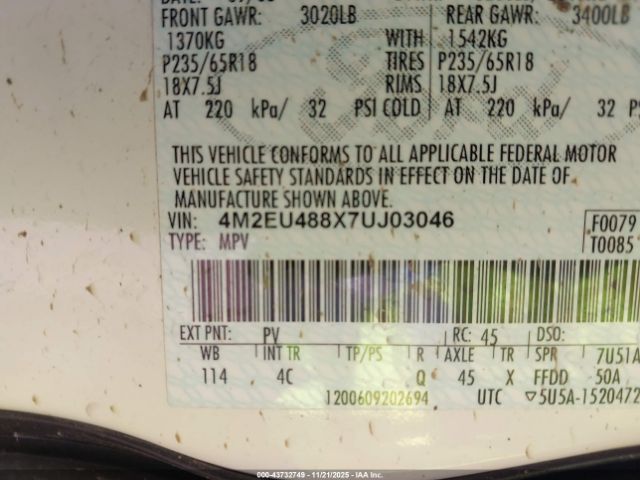 FRONT GAWR: 3020LB REAR GAWR: 3400LB
1370KG WITH 1542KG
P235/65R18 TIRES P235/65R18
18X7.5J RIMS 18X7.5J
AT 220 kPa/ 32 PSI COLD AT 220 kPa/ 32
THIS VEHICLE CONFORMS TO ALL APPLICABLE FEDERAL MOTOR
VEHICLE SAFETY STANDARDS IN EFFECT ON THE DATE OF
MANUFACTURE SHOWN ABOVE.
VIN: 4M2EU488X7UJ03046
F0079
TYPE: MPV
T0085
EXT PNT: PV RC: 45 DSO:
WB INT TR TP/PS R AXLE TR SPR 7U51A
114 4C Q 45 X FFDD 50A
1200609202694 UTC ▽5U5A-1520472
000-43732749 - 11/21/2025 - IAAHC